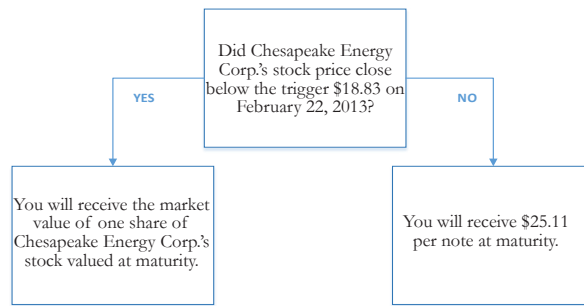 Did Chesapeake Energy
Corp.'s stock price close
below the trigger $18.83 on
February 22, 2013?
YES
NO
You will receive the market
value of one share of
Chesapeake Energy Corp.'s
stock valued at maturity.
You will receive $25.11
per note at maturity.